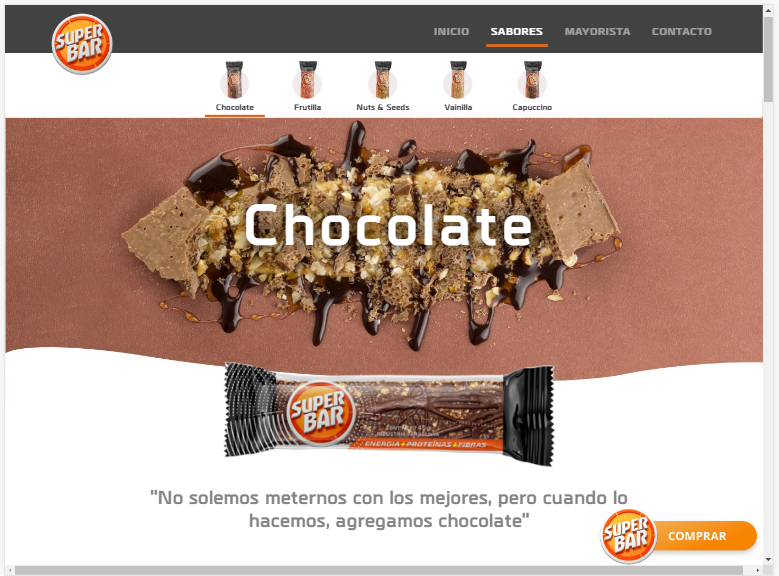 SUPER
BAR
INICIO
SABORES
MAYORISTA
CONTACTO
Chocolate
Frutilla
Nuts & Seeds
Vainilla
Capuccino
Chocolate
SUPER
BAR
ENERGIA + PROTEÍNAS + FIBRAS
"No solemos meternos con los mejores, pero cuando lo
hacemos, agregamos chocolate"
SUPER
BAR
COMPRAR